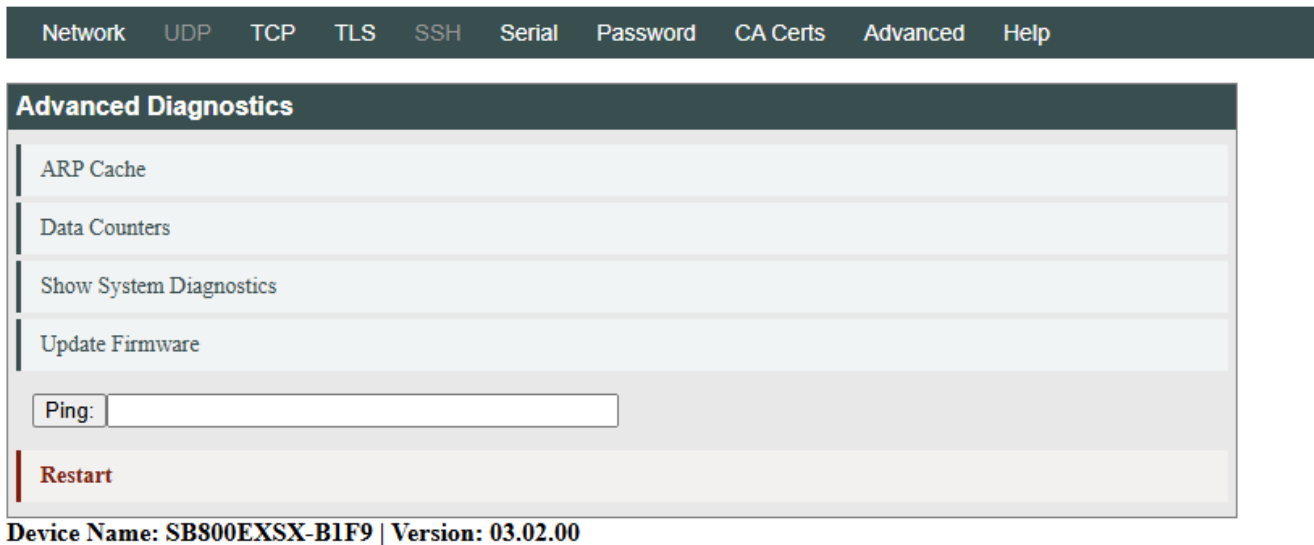 Network UDP TCP TLS SSH Serial Password CA Certs Advanced Help
Advanced Diagnostics
ARP Cache
Data Counters
Show System Diagnostics
Update Firmware
Ping:
Restart
Device Name: SB800EXSX-B1F9 | Version: 03.02.00